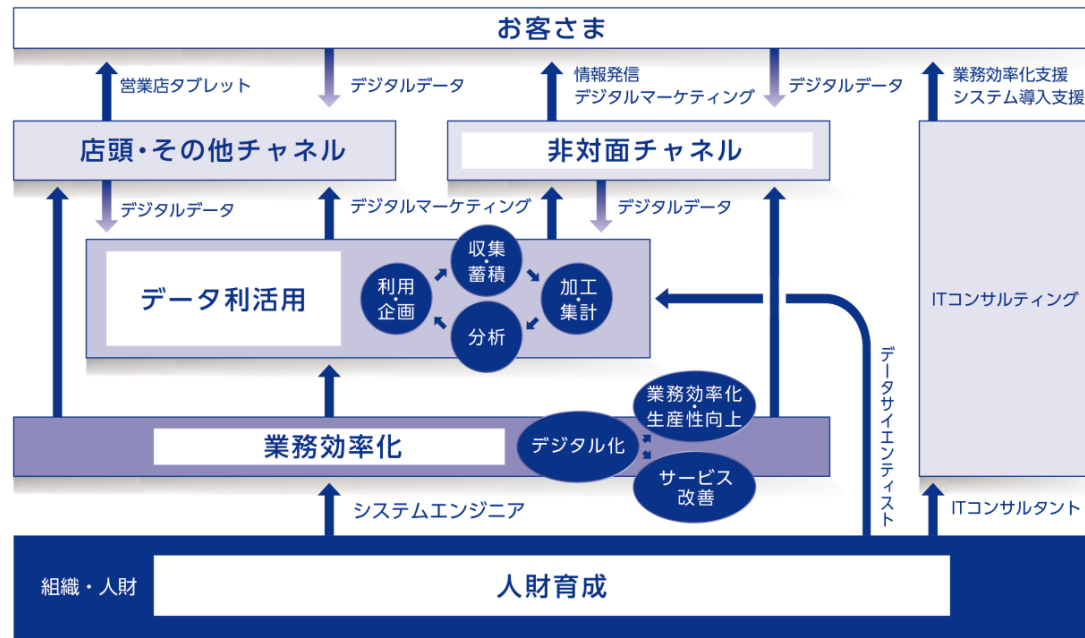 お客さま
営業店タブレット
デジタルデータ
情報発信
デジタルマーケティング
デジタルデータ
業務効率化支援
システム導入支援
店頭・その他チャネル
非対面チャネル
デジタルデータ
デジタルマーケティング
デジタルデータ
データ利活用
利用・
企画
収集・
蓄積
加工・
集計
分析
ITコンサルティング
データサイエンティスト
業務効率化
デジタル化
業務効率化・
生産性向上
サービス
改善
システムエンジニア
ITコンサルタント
組織・人財
人財育成